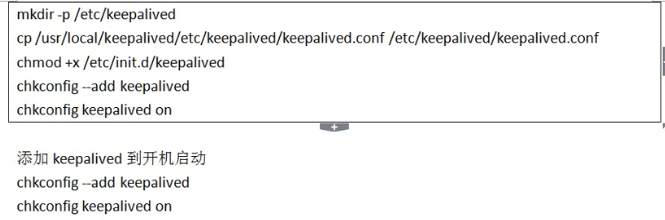 mkdir -p /etc/keepalived
cp /usr/local/keepalived/etc/keepalived/keepalived.conf /etc/keepalived/keepalived.conf
chmod +x /etc/init.d/keepalived
chkconfig --add keepalived
chkconfig keepalived on
添加 keepalived 到开机启动
chkconfig --add keepalived
chkconfig keepalived on